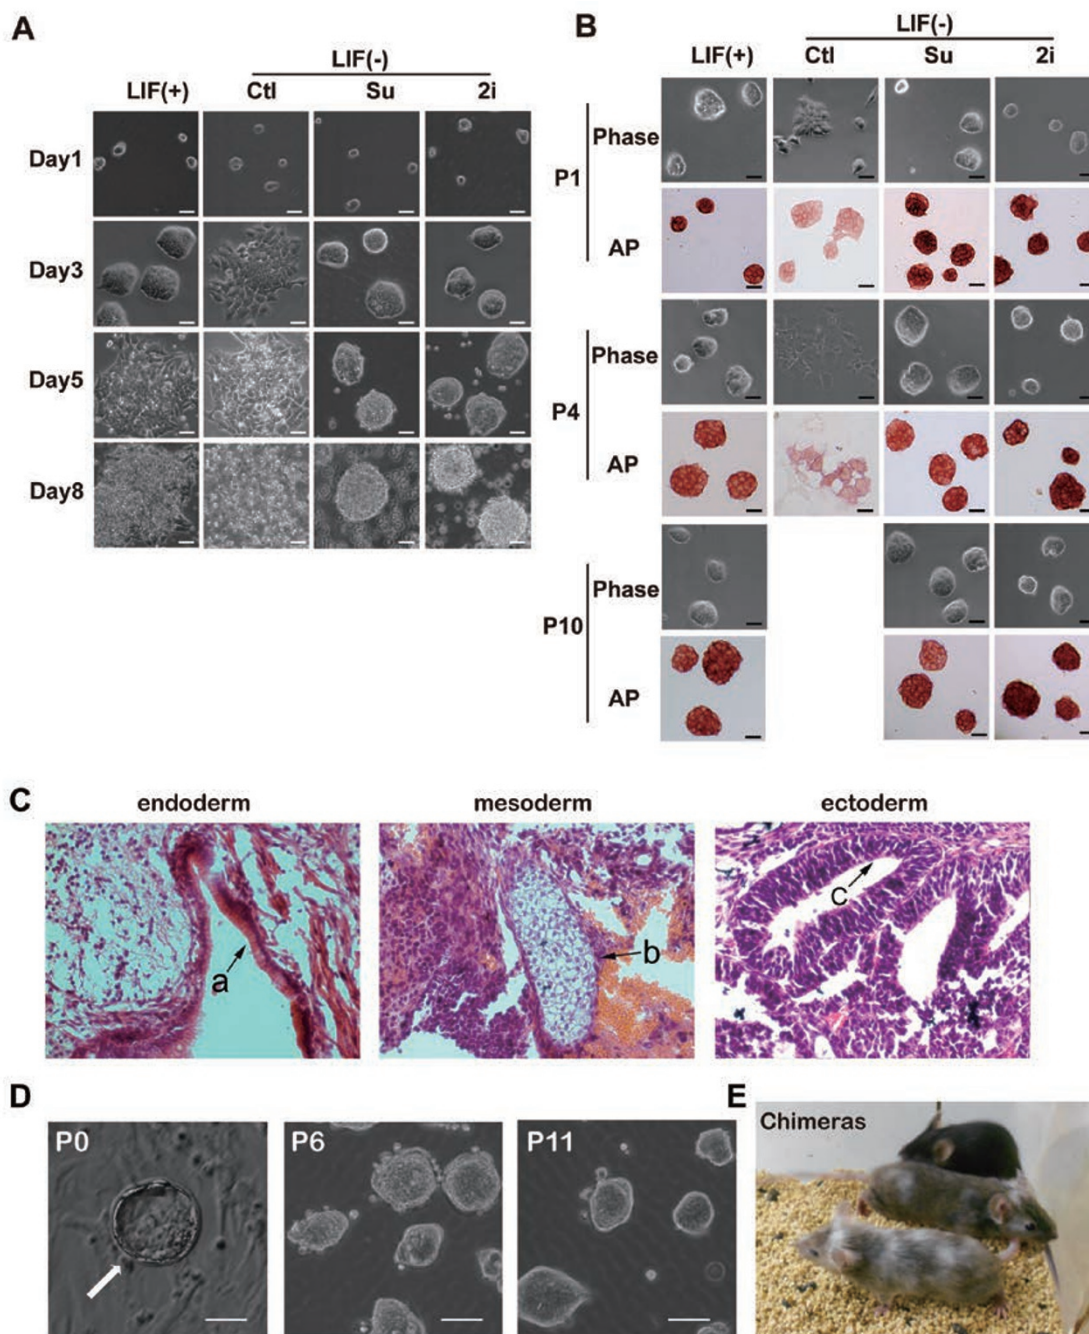 A
LIF(-)
LIF(+) Ctl Su 2i
Day1
Day3
Day5
Day8
B
LIF(-)
LIF(+) Ctl Su 2i
Phase
P1
AP
Phase
P4
AP
Phase
P10
AP
C
endoderm mesoderm ectoderm
a b c
D
P0 P6 P11
E
Chimeras